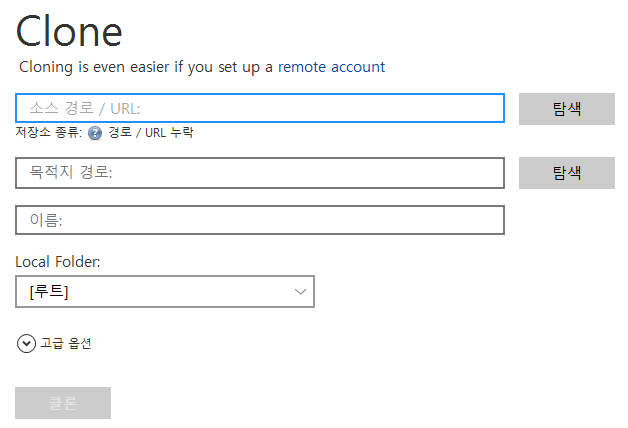 Clone
Cloning is even easier if you set up a remote account
소스 경로 / URL:
탐색
저장소 종류: ? 경로 / URL 누락
목적지 경로:
탐색
이름:
Local Folder:
[루트]
고급 옵션
클론